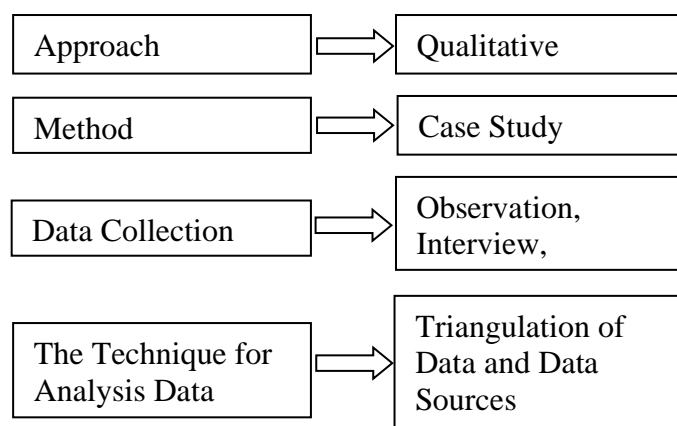 Approach
Qualitative
Method
Case Study
Data Collection
Observation,
Interview,
The Technique for
Analysis Data
Triangulation of
Data and Data
Sources